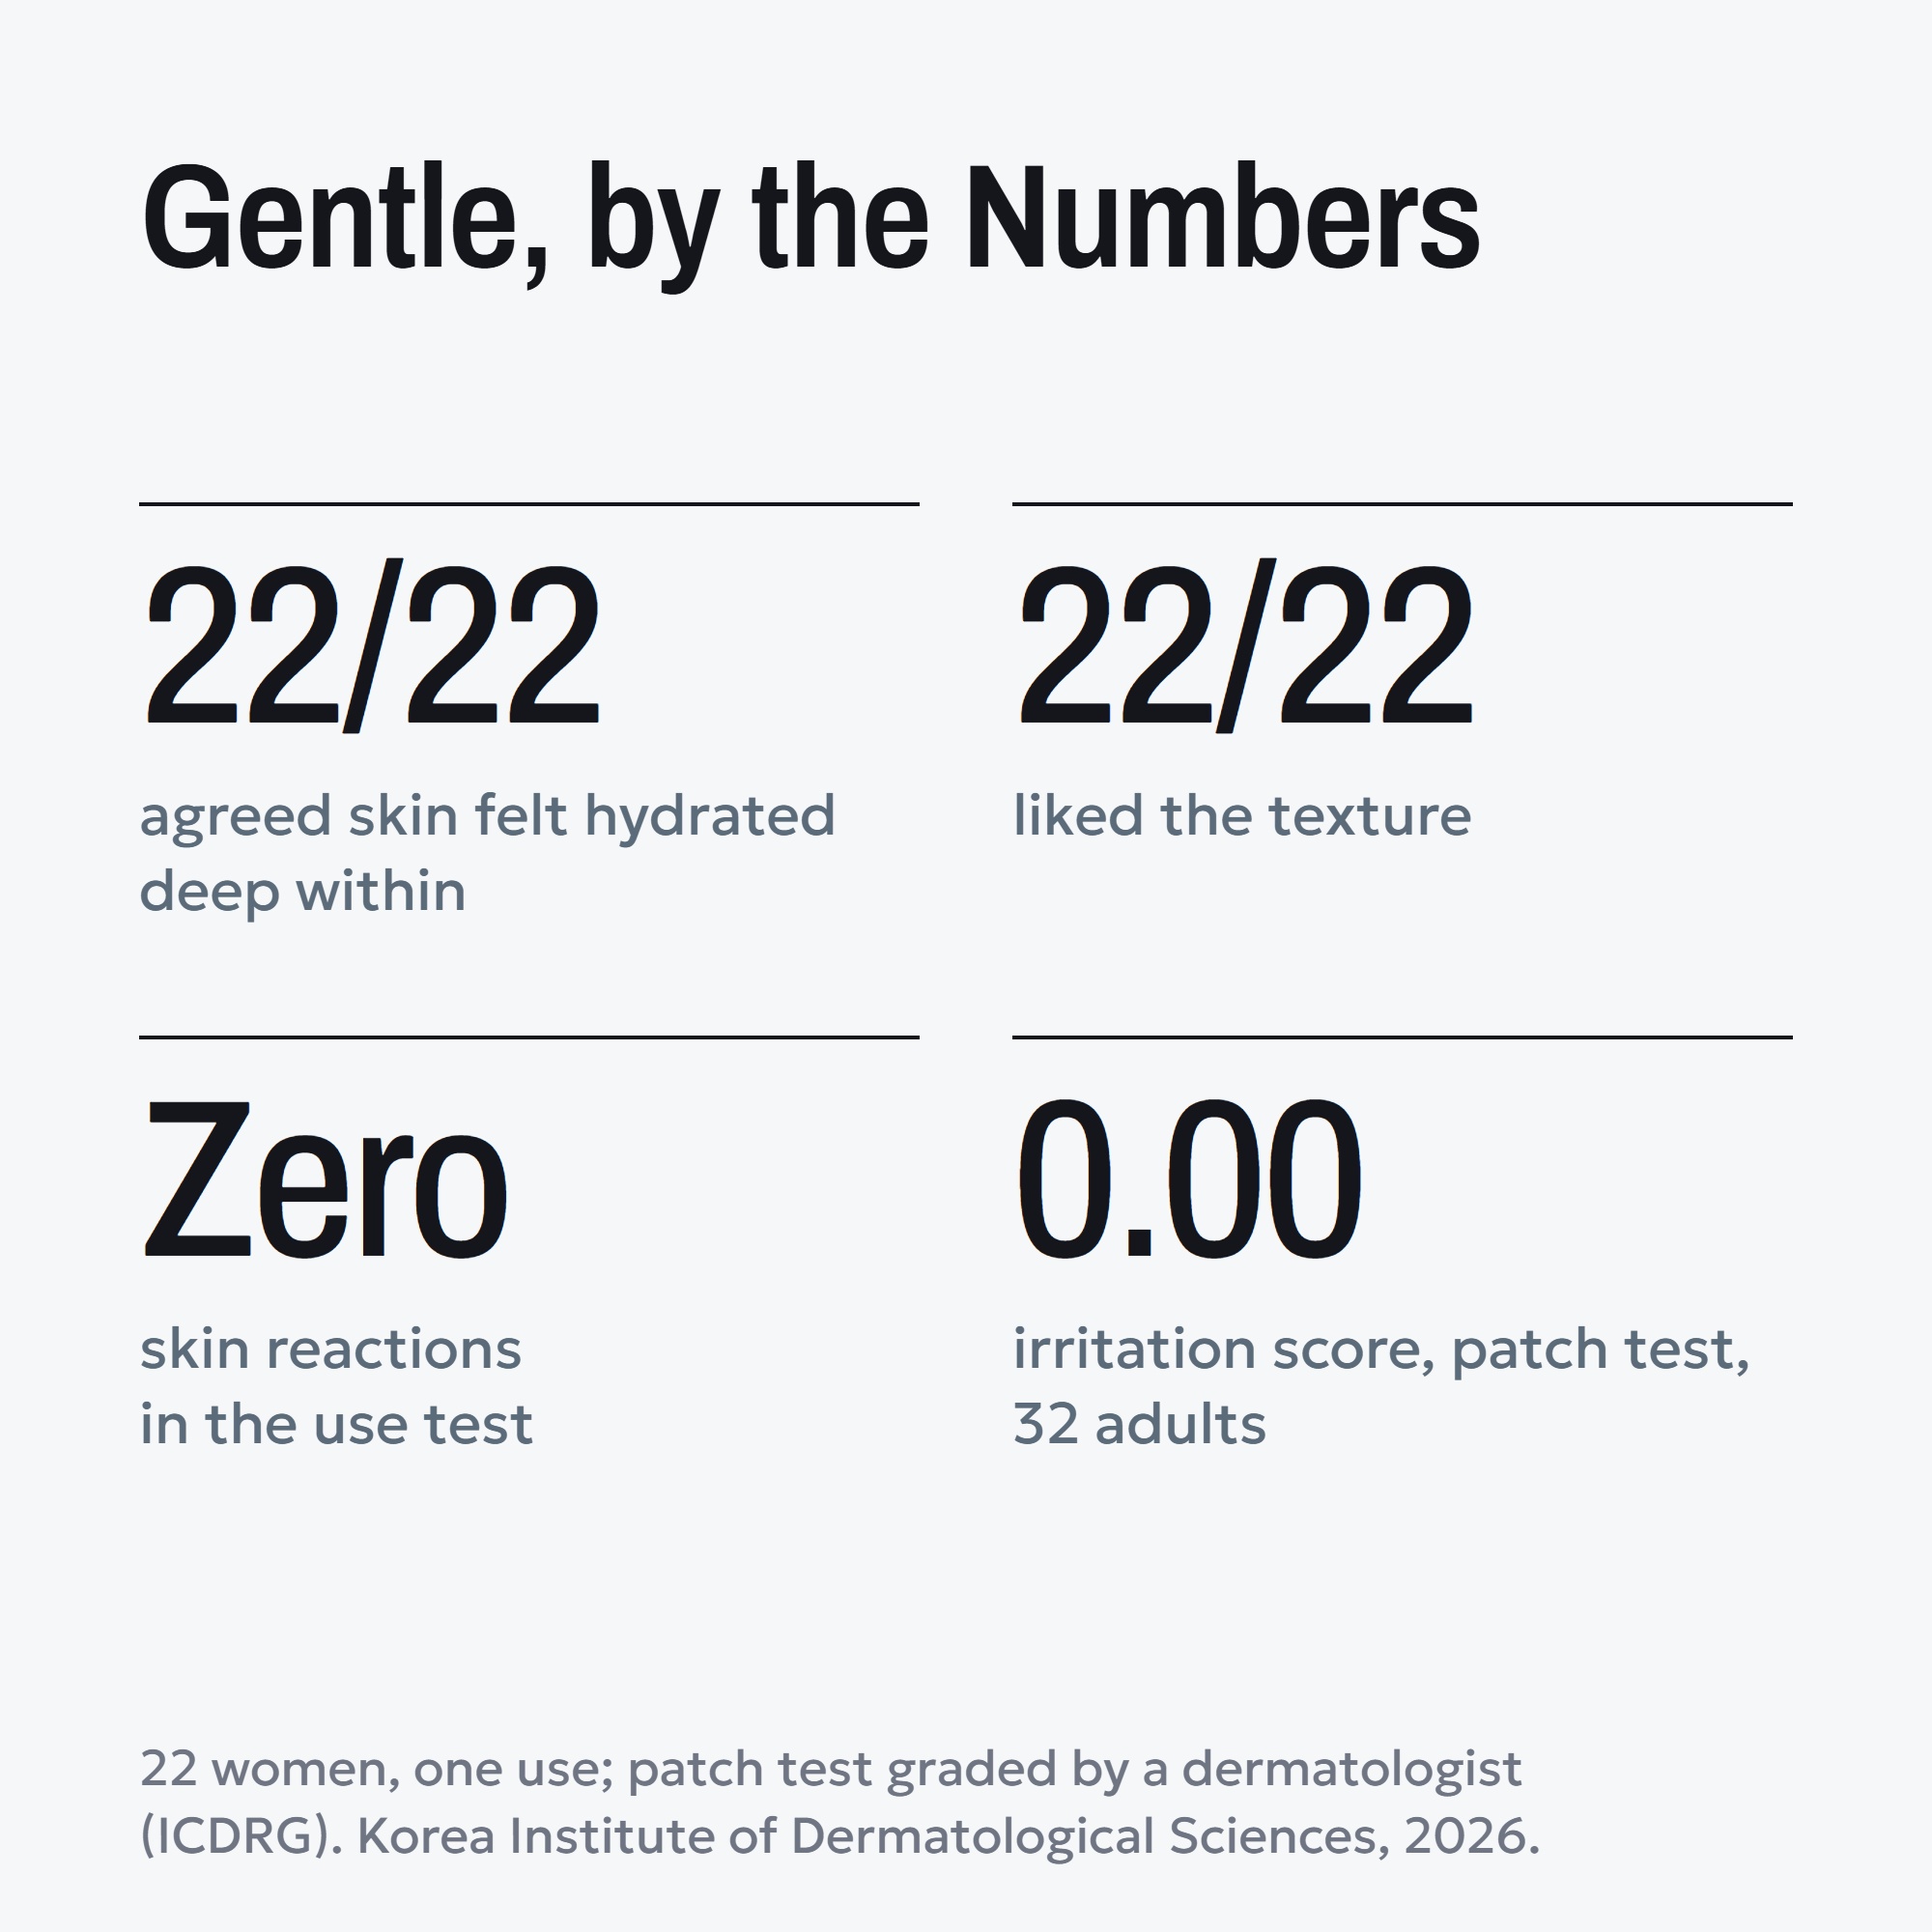 Gentle, by the Numbers
22/22
agreed skin felt hydrated
deep within
22/22
liked the texture
Zero
skin reactions
in the use test
0.00
irritation score, patch test,
32 adults
22 women, one use; patch test graded by a dermatologist
(ICDRG). Korea Institute of Dermatological Sciences, 2026.